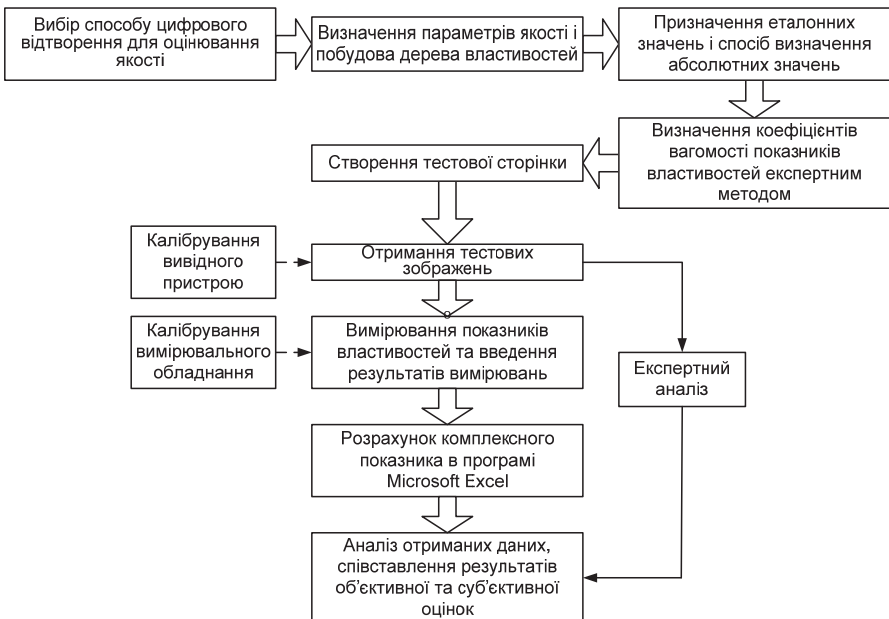 Вибір способу цифрового
відтворення для оцінювання
якості
Визначення параметрів якості і
побудова дерева властивостей
Призначення еталонних
значень і спосіб визначення
абсолютних значень
Визначення коефіцієнтів
вагомості показників
властивостей експертним
методом
Створення тестової сторінки
Калібрування
вивідного
пристрою
Отримання тестових
зображень
Калібрування
вимірювального
обладнання
Вимірювання показників
властивостей та введення
результатів вимірювань
Експертний
аналіз
Розрахунок комплексного
показника в програмі
Microsoft Excel
Аналіз отриманих даних,
співставлення результатів
об’єктивної та суб’єктивної
оцінок